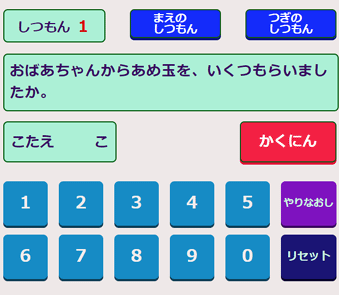 しつもん 1
まえの
しつもん
つぎの
しつもん
おばあちゃんからあめ玉を、いくつもらいまし
たか。
こたえ こ
かくにん
1 2 3 4 5 やりなおし
6 7 8 9 0 リセット